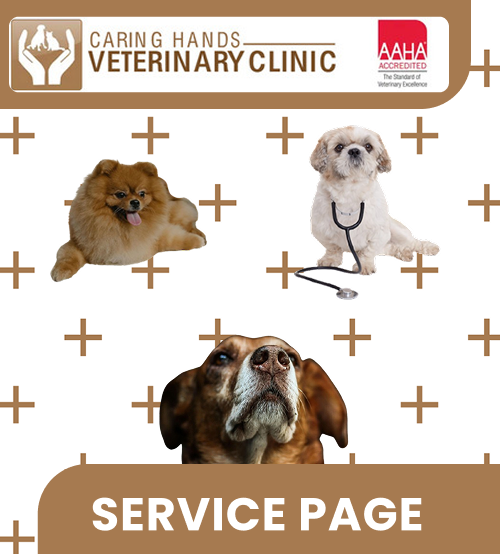 CARING HANDS
VETERINARY CLINIC
AAHA
ACCREDITED
The Standard of
Veterinary Excellence
SERVICE PAGE